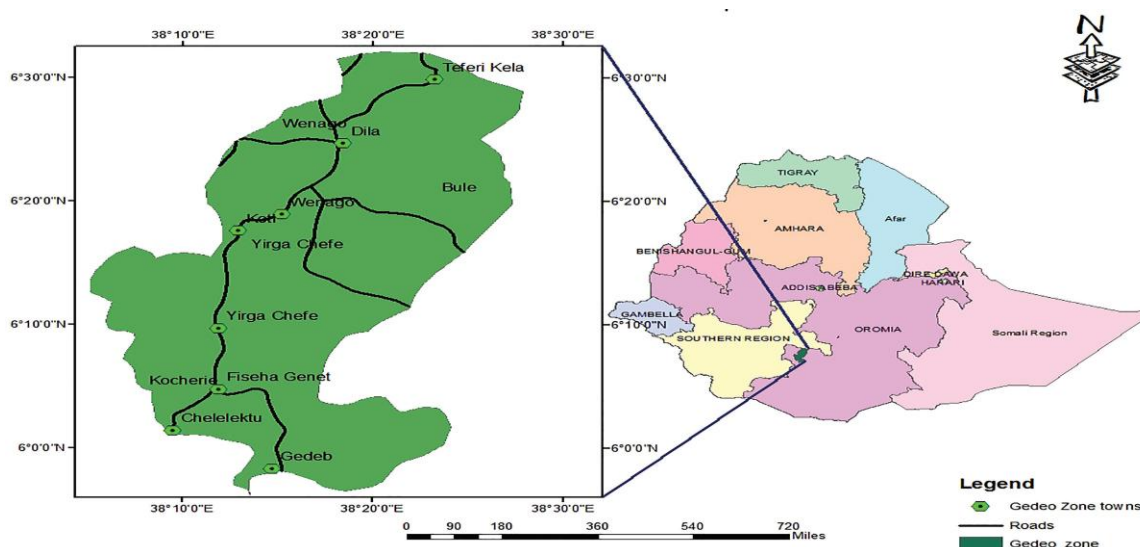 N
38°10'0"E 38°20'0"E 38°30'0"E
6°30'0"N
6°20'0"N
6°10'0"N
6°0'0"N
Teferi Kela
Wenago
Dila
Bule
Wenago
Koti
Yirga Chefe
Yirga Chefe
Fiseha Genet
Kocherie
Chelelektu
Gedeb
38°10'0"E 38°20'0"E 38°30'0"E
6°30'0"N
6°20'0"N
6°10'0"N
6°0'0"N
TIGRAY
Afar
AMHARA
BENISHANGUL-GUM
DIRE DAWA
HARARI
ADDIS ABEBA
GAMBELLA
OROMIA
Somali Region
SOUTHERN REGION
Legend
Gedeo Zone towns
Roads
Gedeo zone
0 90 180 360 540 720
Miles